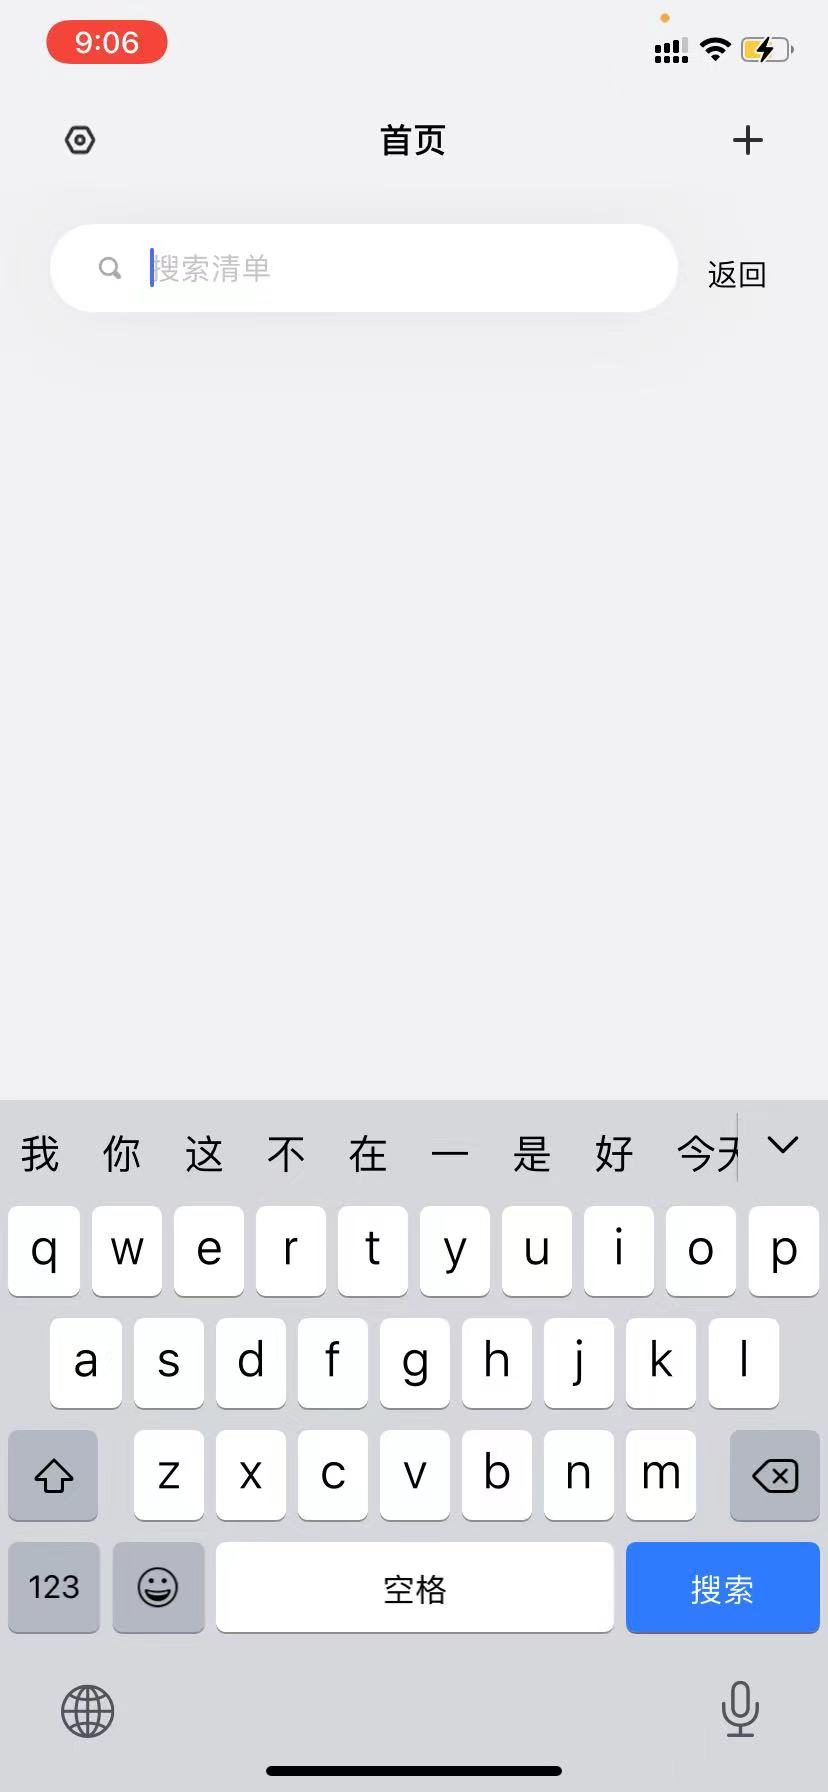 9:06
首页
搜索清单
返回
我 你 这 不 在 一 是 好 今天
q w e r t y u i o p
a s d f g h j k l
z x c v b n m
123 空格 搜索